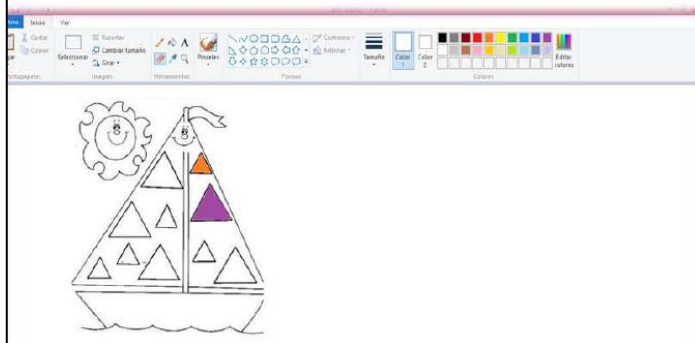 Inicio
Ver
Cortar
Copiar
Portapapeles
Seleccionar
Recortar
Cambiar tamaño
Girar
Imagen
Herramientas
Pinceles
Contorno
Rellenar
Formas
Tamaño
Color
1
Color
2
Editar
colores
Colores